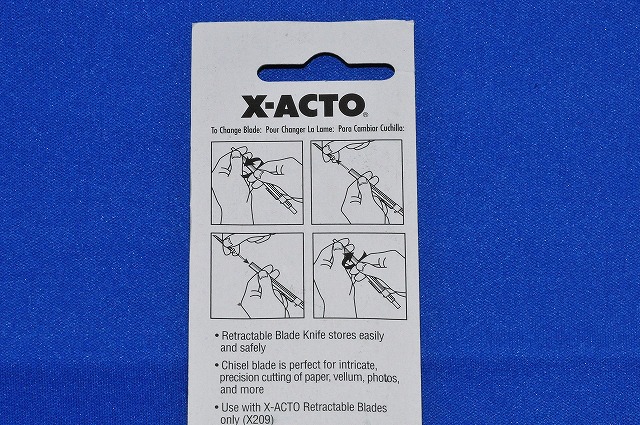 X-ACTO®
To Change Blade: Pour Changer La Lame: Para Cambiar Cuchilla:
• Retractable Blade Knife stores easily
and safely
• Chisel blade is perfect for intricate,
precision cutting of paper, vellum, photos,
and more
• Use with X-ACTO Retractable Blades
only (X209)